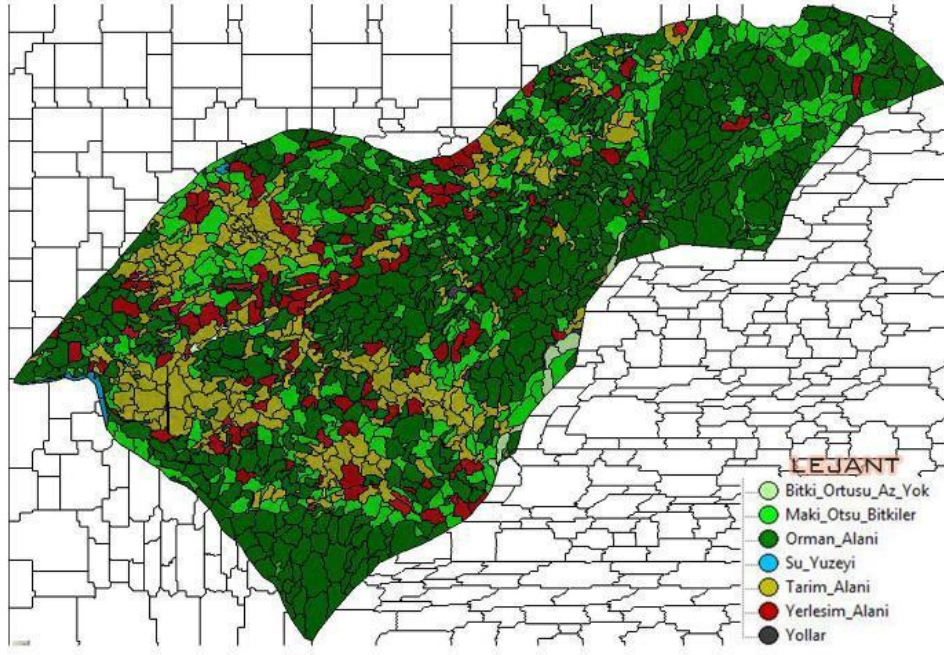 LEJANT
Bitki_Ortusu_Az_Yok
Maki_Otsu_Bitkiler
Orman_Alani
Su_Yuzeyi
Tarim_Alani
Yerlesim_Alani
Yollar